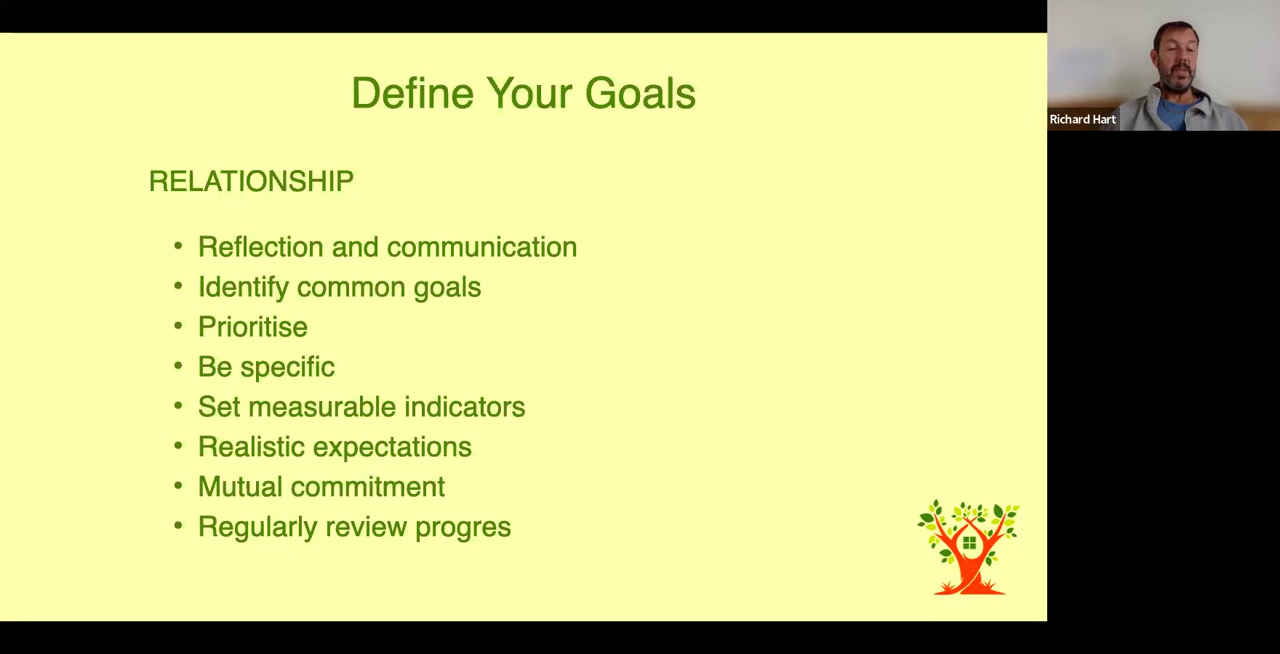 Define Your Goals
RELATIONSHIP
• Reflection and communication
• Identify common goals
• Prioritise
• Be specific
• Set measurable indicators
• Realistic expectations
• Mutual commitment
• Regularly review progres
Richard Hart